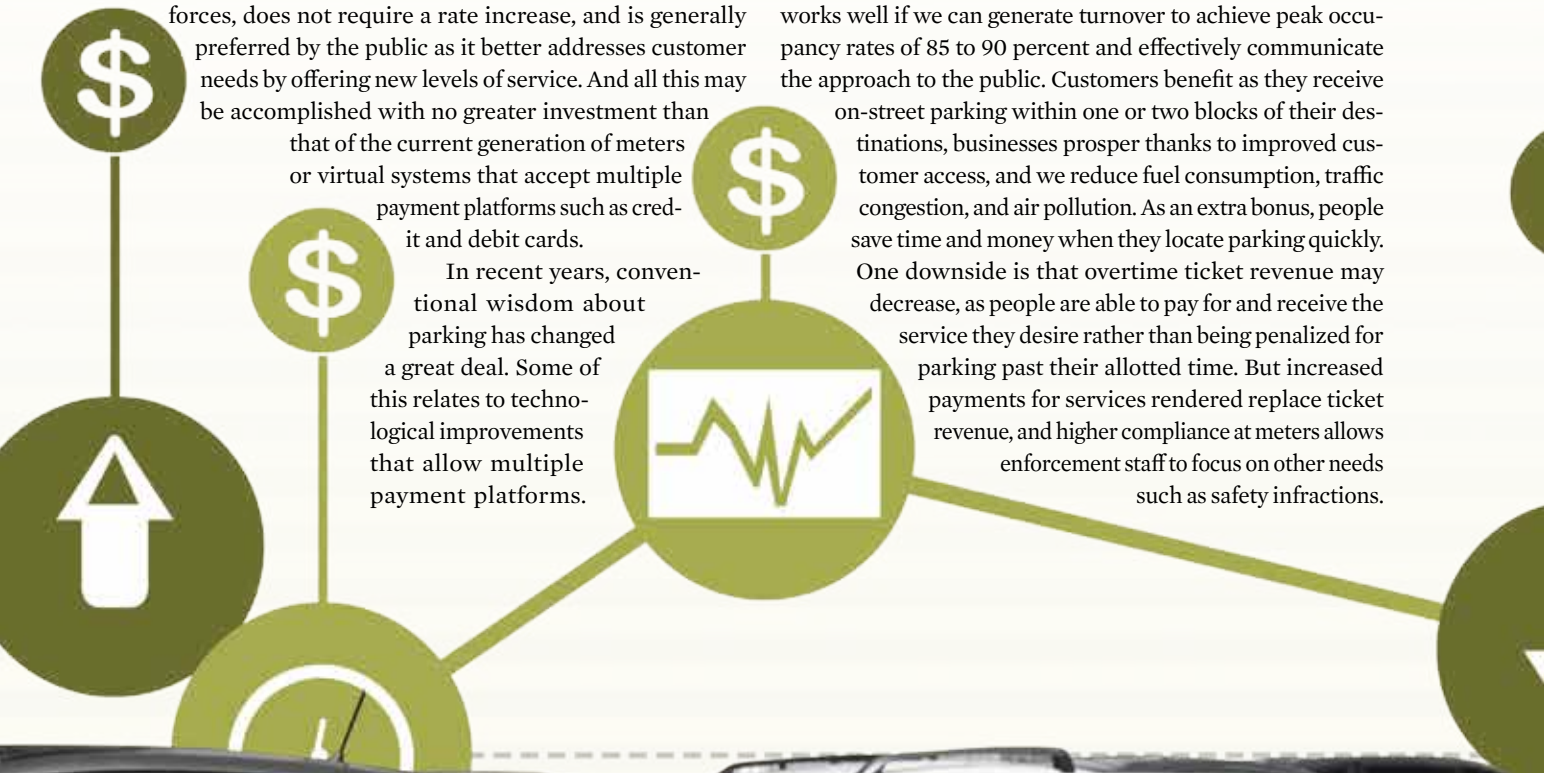 forces, does not require a rate increase, and is generally
preferred by the public as it better addresses customer
needs by offering new levels of service. And all this may
be accomplished with no greater investment than
that of the current generation of meters
or virtual systems that accept multiple
payment platforms such as cred-
it and debit cards.
In recent years, conven-
tional wisdom about
parking has changed
a great deal. Some of
this relates to techno-
logical improvements
that allow multiple
payment platforms.
works well if we can generate turnover to achieve peak occu-
pancy rates of 85 to 90 percent and effectively communicate
the approach to the public. Customers benefit as they receive
on-street parking within one or two blocks of their des-
tinations, businesses prosper thanks to improved cus-
tomer access, and we reduce fuel consumption, traffic
congestion, and air pollution. As an extra bonus, people
save time and money when they locate parking quickly.
One downside is that overtime ticket revenue may
decrease, as people are able to pay for and receive the
service they desire rather than being penalized for
parking past their allotted time. But increased
payments for services rendered replace ticket
revenue, and higher compliance at meters allows
enforcement staff to focus on other needs
such as safety infractions.
$
$
$